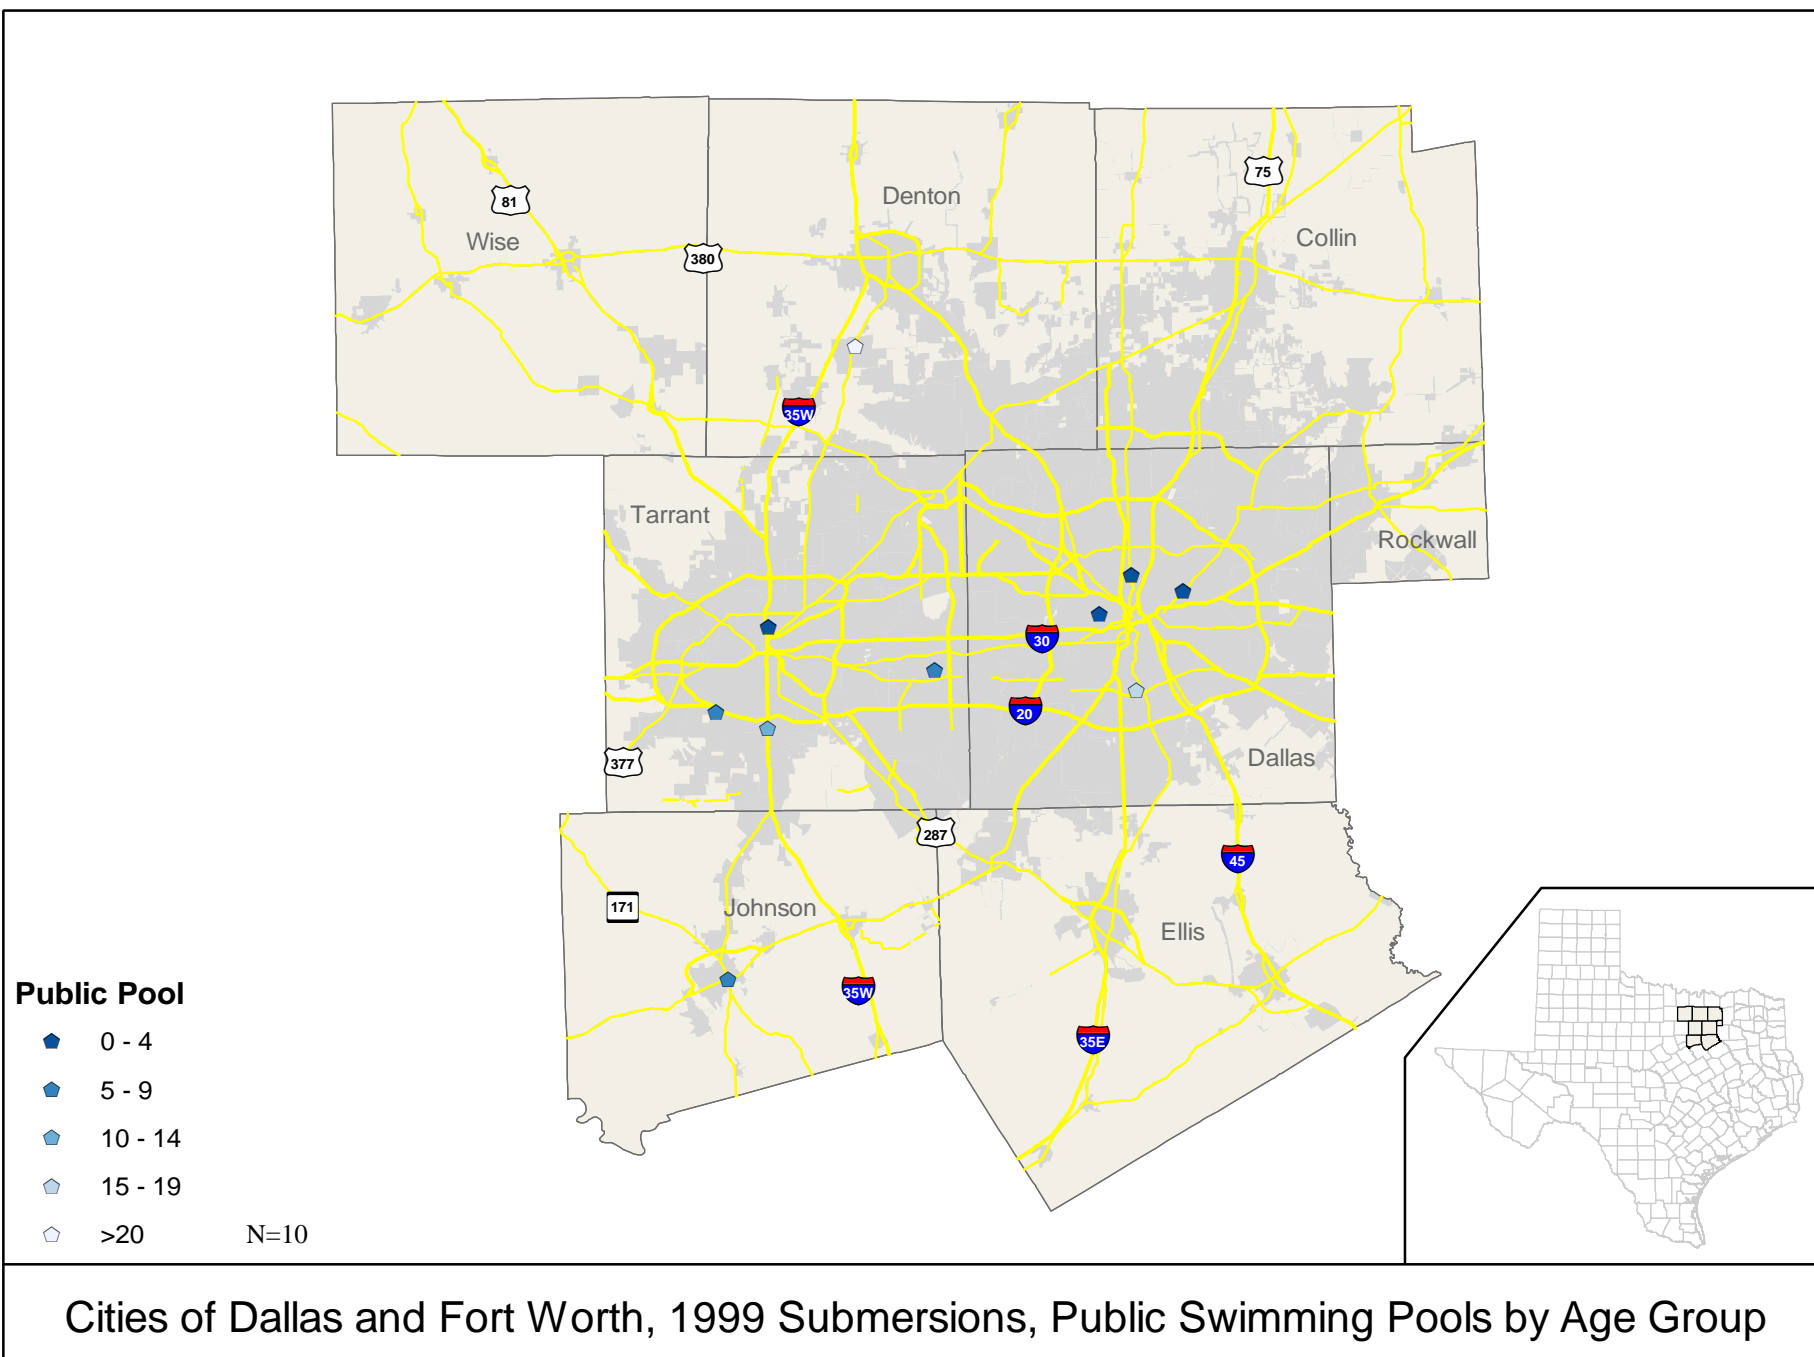 75
Denton
81
Wise
Collin
380
35W
Tarrant
Rockwall
30
20
377
Dallas
287
45
171
Johnson
Ellis
35W
35E
Public Pool
0 - 4
5 - 9
10 - 14
15 - 19
>20 N=10
Cities of Dallas and Fort Worth, 1999 Submersions, Public Swimming Pools by Age Group